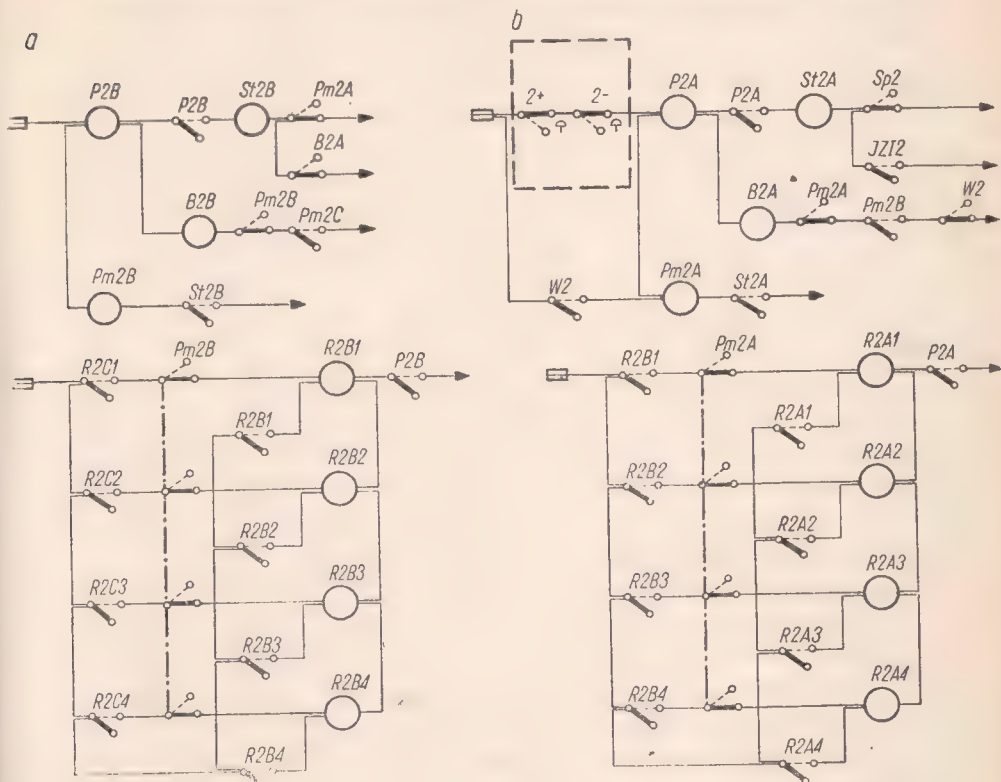 a
P2B
P2B
St2B
Pm2A
B2A
B2B
Pm2B
Pm2C
Pm2B
St2B
R2C1
Pm2B
R2B1
P2B
R2B1
R2C2
R2B2
R2B2
R2C3
R2B3
R2B3
R2C4
R2B4
R2B4
b
2+
2-
P2A
P2A
St2A
Sp2
JZI2
B2A
Pm2A
Pm2B
W2
W2
Pm2A
St2A
R2B1
Pm2A
R2A1
P2A
R2A1
R2B2
R2A2
R2A2
R2B3
R2A3
R2A3
R2B4
R2A4
R2A4